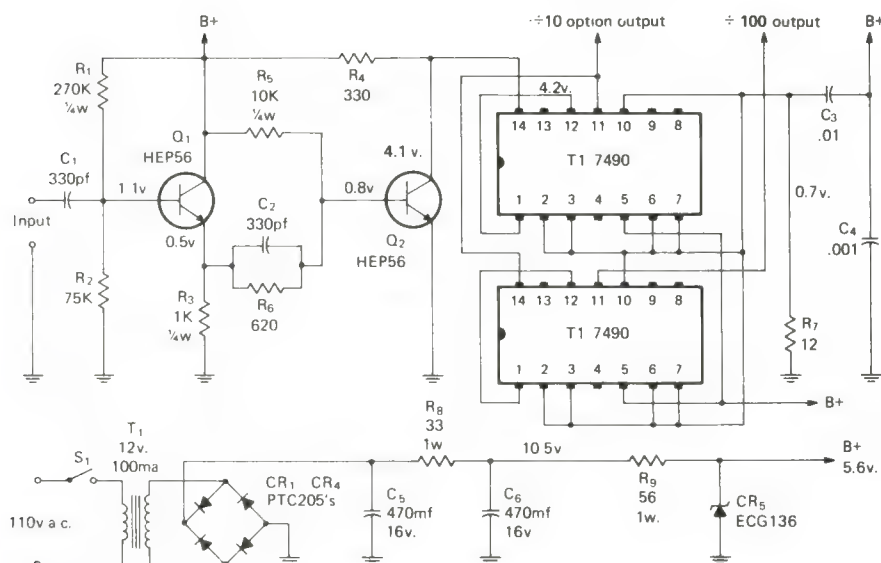 ÷10 option output
÷ 100 output
B+
B+
R1
270K
¼w
R5
10K
¼w
R4
330
4.2v.
C3
.01
14 13 12 11 10 9 8
T1 7490
1 2 3 4 5 6 7
Q1
HEP56
4.1 v.
C1
330pf
1 1v
0.8v
C2
330pf
0.7v.
Input
0.5v
Q2
HEP56
C4
.001
R2
75K
R3
1K
¼w
R6
620
14 13 12 11 10 9 8
T1 7490
1 2 3 4 5 6 7
R7
12
B+
R8
33
1w
T1
12v.
100ma
S1
10 5v
B+
5.6v.
CR1 CR4
PTC205's
C5
470mf
16v.
C6
470mf
16v
R9
56
1w.
CR5
ECG136
110v a c.